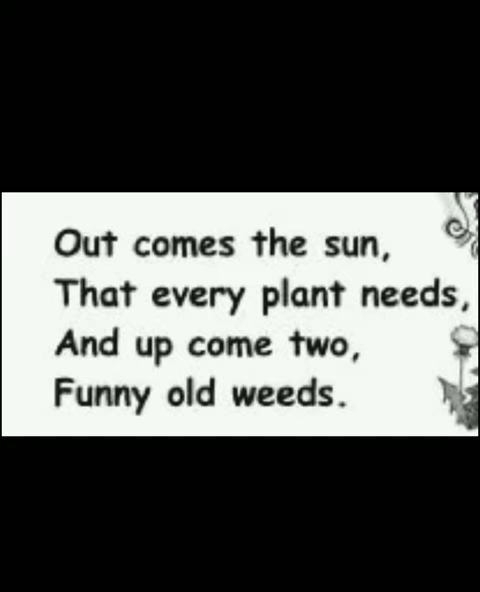 Out comes the sun,
That every plant needs,
And up come two,
Funny old weeds.